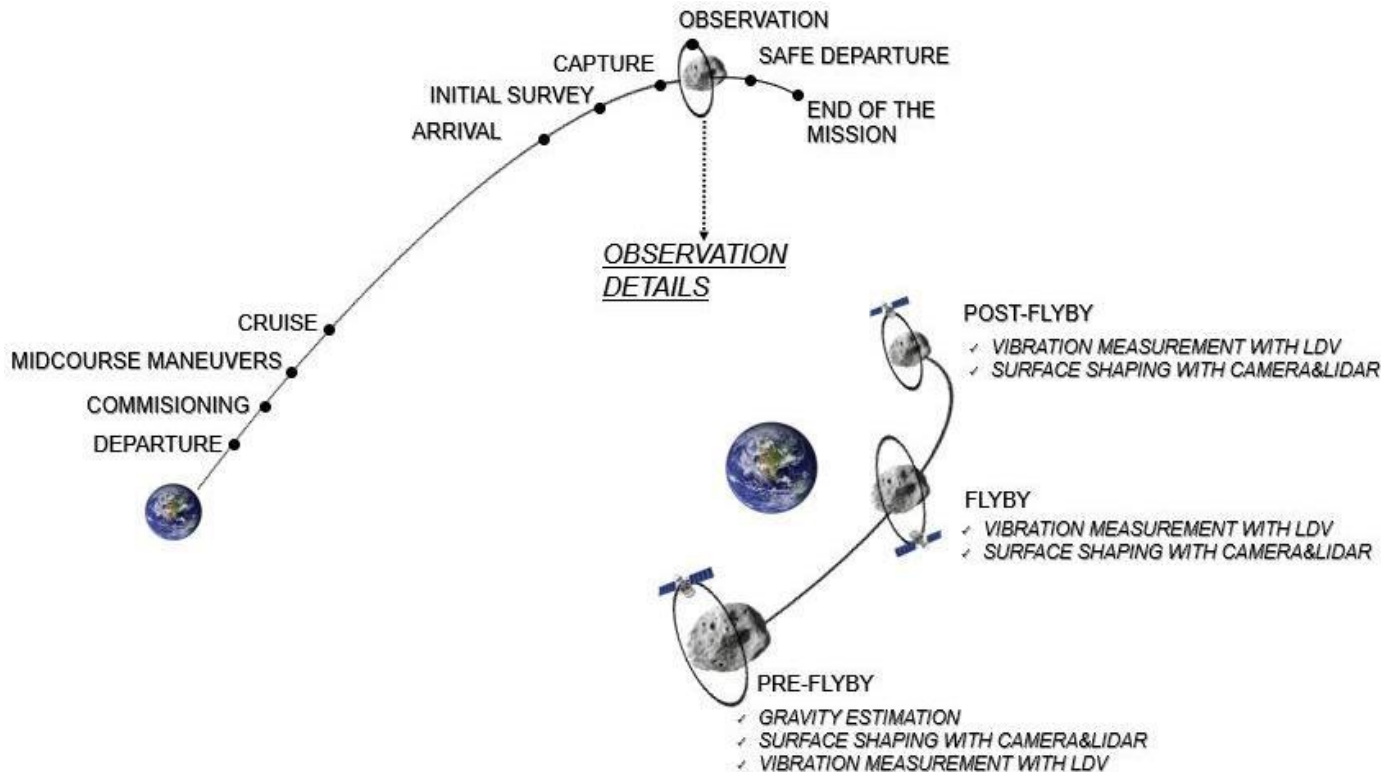 OBSERVATION
SAFE DEPARTURE
CAPTURE
INITIAL SURVEY
END OF THE
MISSION
ARRIVAL
OBSERVATION
DETAILS
CRUISE
MIDCOURSE MANEUVERS
COMMISIONING
DEPARTURE
POST-FLYBY
✓ VIBRATION MEASUREMENT WITH LDV
✓ SURFACE SHAPING WITH CAMERA&LIDAR
FLYBY
✓ VIBRATION MEASUREMENT WITH LDV
✓ SURFACE SHAPING WITH CAMERA&LIDAR
PRE-FLYBY
✓ GRAVITY ESTIMATION
✓ SURFACE SHAPING WITH CAMERA&LIDAR
✓ VIBRATION MEASUREMENT WITH LDV